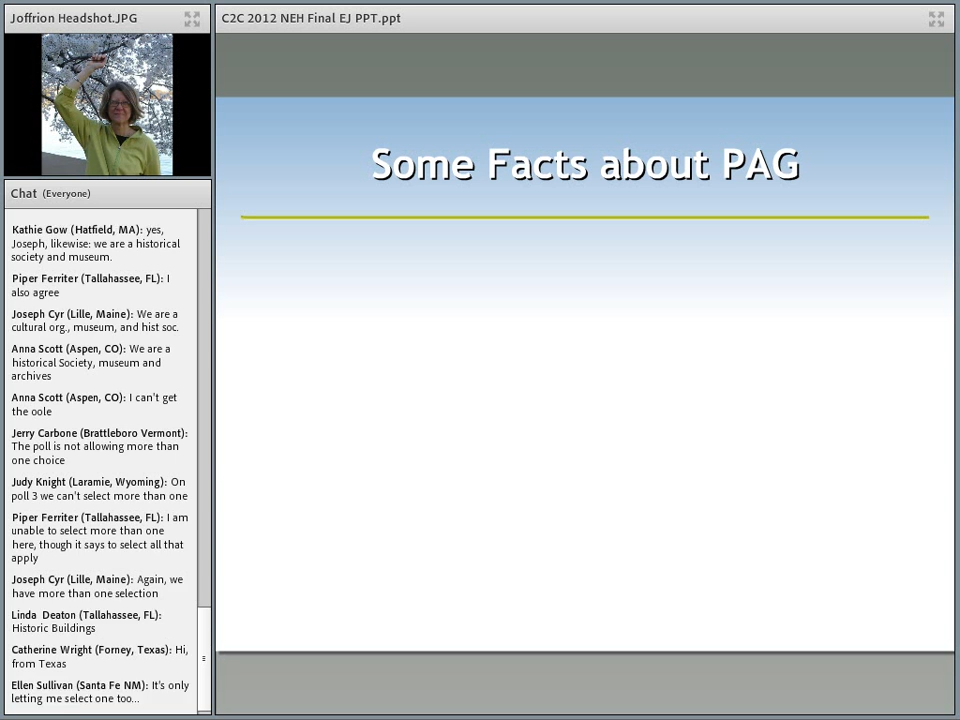 Joffrion Headshot.JPG
Chat (Everyone)
Kathie Gow (Hatfield, MA): yes,
Joseph, likewise: we are a historical
society and museum.
Piper Ferriter (Tallahassee, FL): I
also agree
Joseph Cyr (Lille, Maine): We are a
cultural org., museum, and hist soc.
Anna Scott (Aspen, CO): We are a
historical Society, museum and
archives
Anna Scott (Aspen, CO): I can't get
the oole
Jerry Carbone (Brattleboro Vermont):
The poll is not allowing more than
one choice
Judy Knight (Laramie, Wyoming): On
poll 3 we can't select more than one
Piper Ferriter (Tallahassee, FL): I am
unable to select more than one
here, though it says to select all that
apply
Joseph Cyr (Lille, Maine): Again, we
have more than one selection
Linda Deaton (Tallahassee, FL):
Historic Buildings
Catherine Wright (Forney, Texas): Hi,
from Texas
Ellen Sullivan (Santa Fe NM): It's only
letting me select one too...
C2C 2012 NEH Final EJ PPT.ppt
Some Facts about PAG